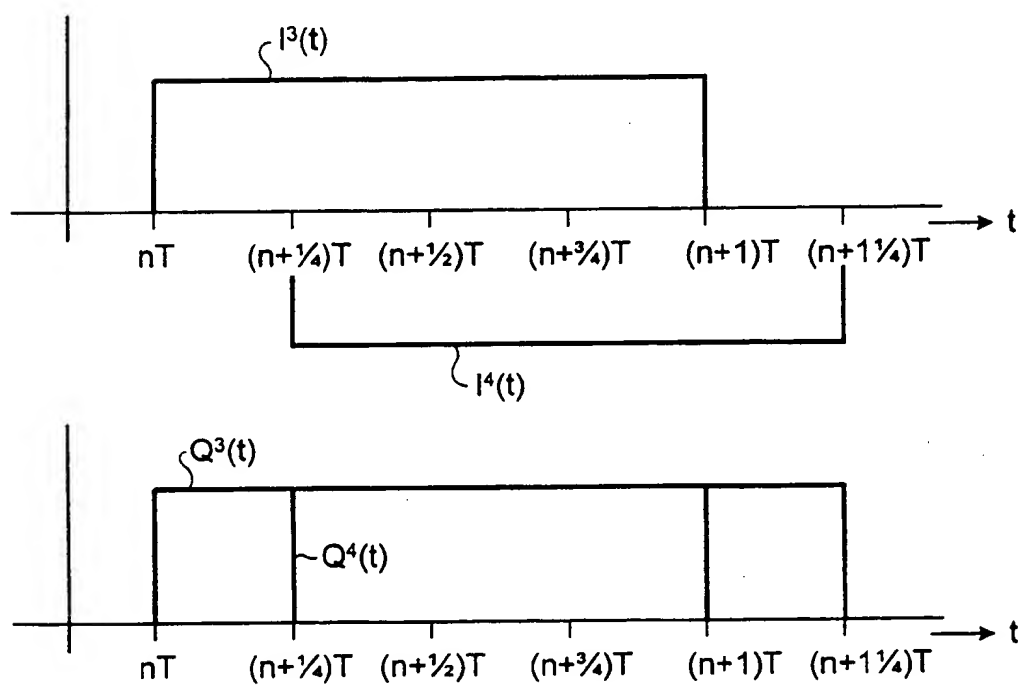 I³(t)
t
nT (n+¼)T (n+½)T (n+¾)T (n+1)T (n+1¼)T
I⁴(t)
Q³(t)
Q⁴(t)
t
nT (n+¼)T (n+½)T (n+¾)T (n+1)T (n+1¼)T